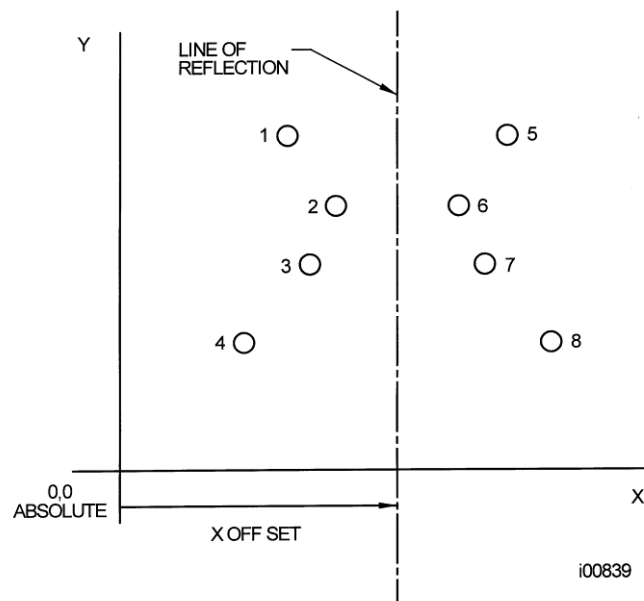 Y
LINE OF
REFLECTION
1
5
2
6
3
7
4
8
0,0
ABSOLUTE
X
X OFF SET
i00839